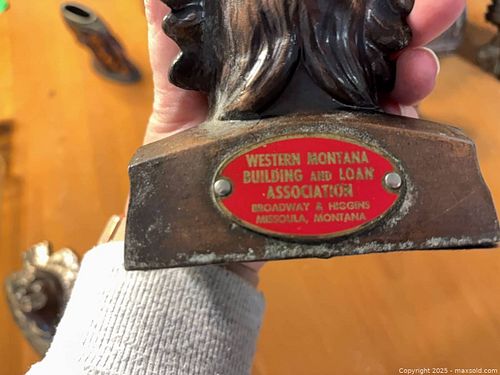 WESTERN MONTANA
BUILDING AND LOAN
ASSOCIATION
BROADWAY & HIGGINS
MISSOULA, MONTANA
Copyright 2025 - maxsold.com